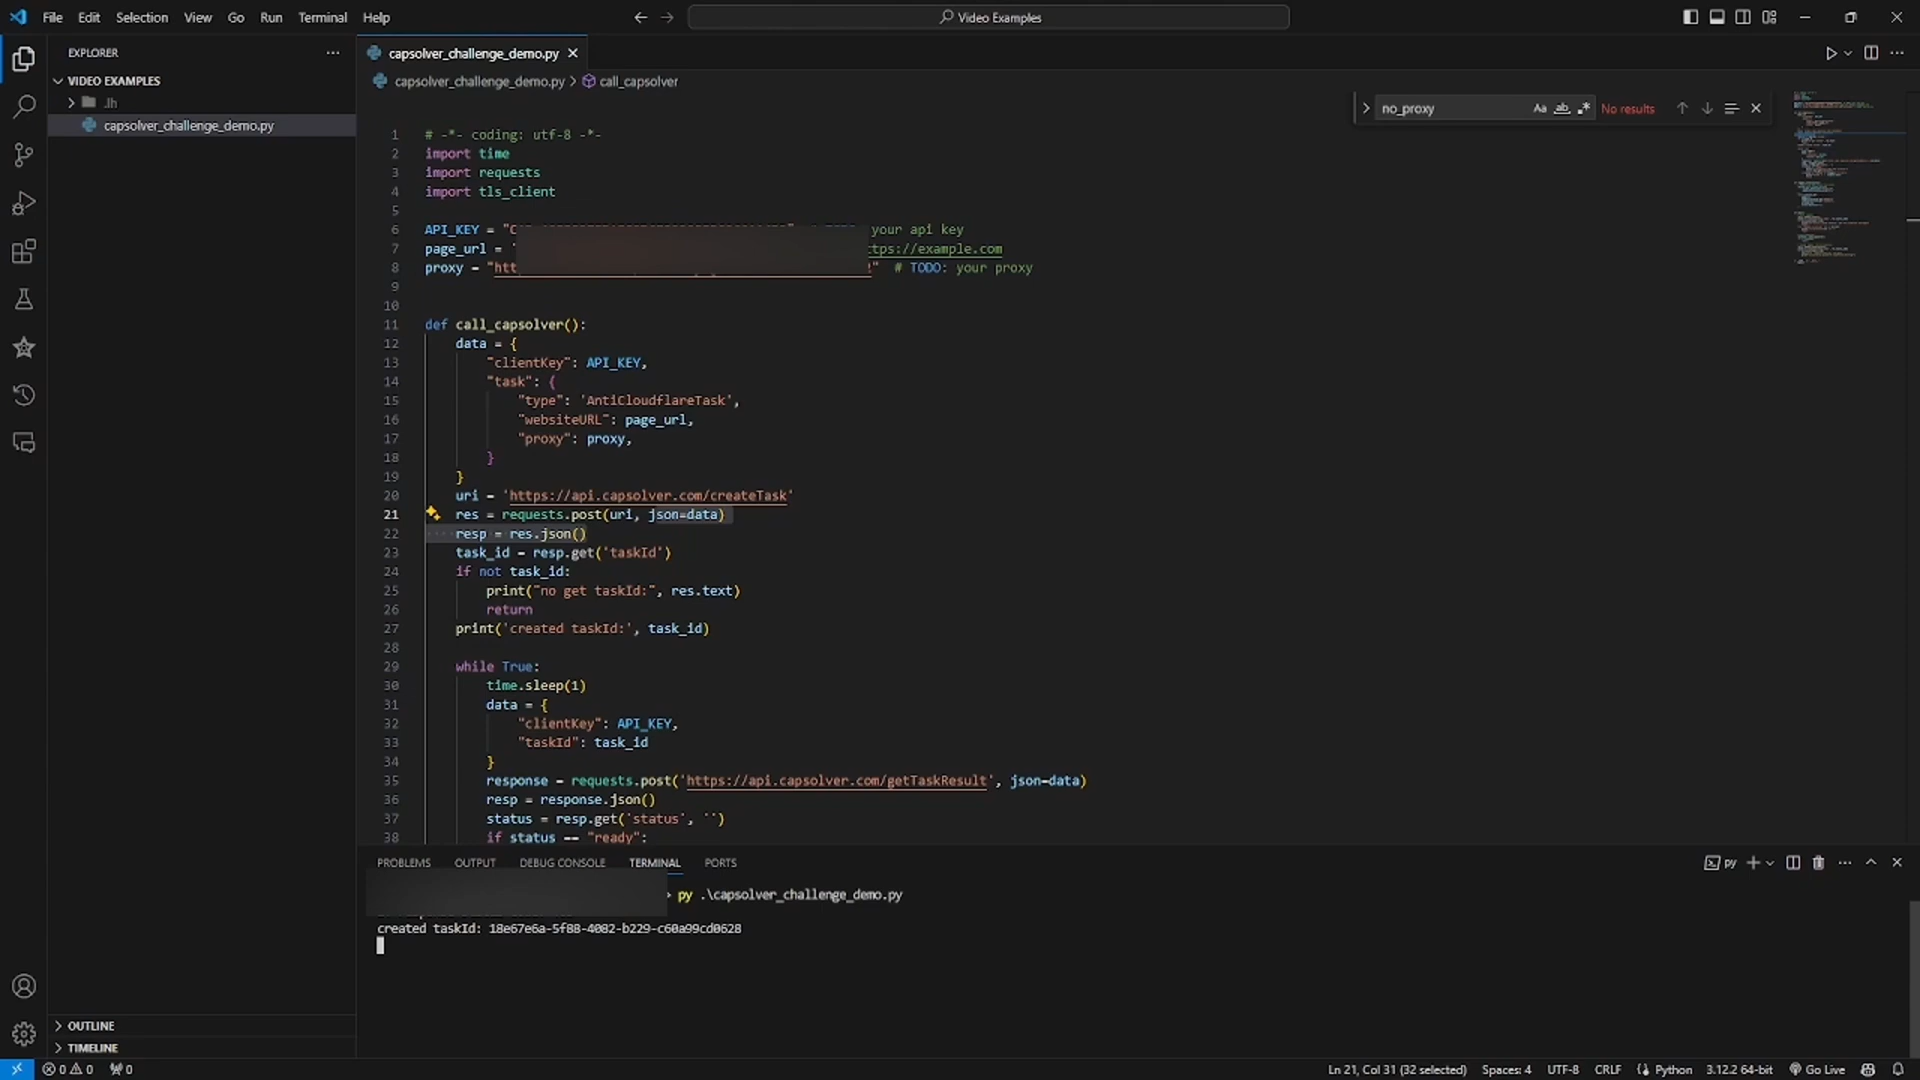 File Edit Selection View Go Run Terminal Help
Video Examples
EXPLORER
VIDEO EXAMPLES
.lh
capsolver_challenge_demo.py
OUTLINE
TIMELINE
capsolver_challenge_demo.py
capsolver_challenge_demo.py > call_capsolver
no_proxy Aa ab .* No results
1 # -*- coding: utf-8 -*-
2 import time
3 import requests
4 import tls_client
5
6 API_KEY = " your api key
7 page_url = ' ttps://example.com
8 proxy = "htt " # TODO: your proxy
9
10
11 def call_capsolver():
12 data = {
13 "clientKey": API_KEY,
14 "task": {
15 "type": 'AntiCloudflareTask',
16 "websiteURL": page_url,
17 "proxy": proxy,
18 }
19 }
20 uri = 'https://api.capsolver.com/createTask'
21 res = requests.post(uri, json=data)
22 resp = res.json()
23 task_id = resp.get('taskId')
24 if not task_id:
25 print("no get taskId:", res.text)
26 return
27 print('created taskId:', task_id)
28
29 while True:
30 time.sleep(1)
31 data = {
32 "clientKey": API_KEY,
33 "taskId": task_id
34 }
35 response = requests.post('https://api.capsolver.com/getTaskResult', json=data)
36 resp = response.json()
37 status = resp.get('status', '')
38 if status == "ready":
PROBLEMS OUTPUT DEBUG CONSOLE TERMINAL PORTS
py
> py .\capsolver_challenge_demo.py
created taskId: 18e67e6a-5f88-4082-b229-c60a99cd0628
0 0 0
Ln 21, Col 31 (32 selected) Spaces: 4 UTF-8 CRLF Python 3.12.2 64-bit Go Live